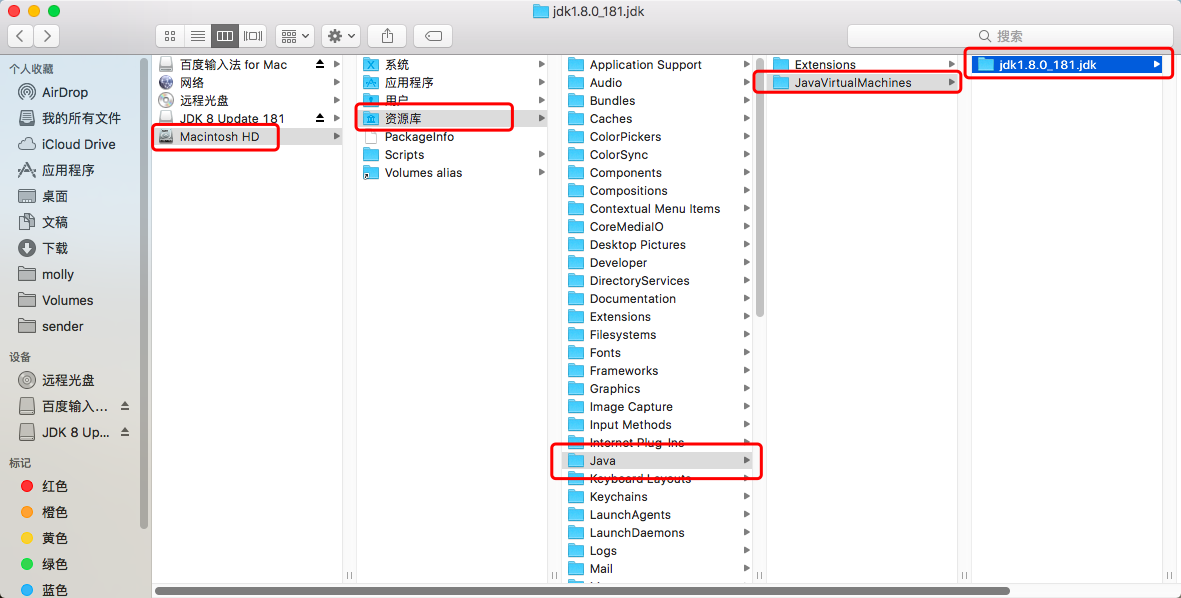 jdk1.8.0_181.jdk
搜索
个人收藏
AirDrop
我的所有文件
iCloud Drive
应用程序
桌面
文稿
下载
molly
Volumes
sender
设备
远程光盘
百度输入...
JDK 8 Up...
标记
红色
橙色
黄色
绿色
蓝色
百度输入法 for Mac
网络
远程光盘
JDK 8 Update 181
Macintosh HD
系统
应用程序
用户
资源库
PackageInfo
Scripts
Volumes alias
Application Support
Audio
Bundles
Caches
ColorPickers
ColorSync
Components
Compositions
Contextual Menu Items
CoreMediaIO
Desktop Pictures
Developer
DirectoryServices
Documentation
Extensions
Filesystems
Fonts
Frameworks
Graphics
Image Capture
Input Methods
Internet Plug-Ins
Java
Keyboard Layouts
Keychains
LaunchAgents
LaunchDaemons
Logs
Mail
Extensions
JavaVirtualMachines
jdk1.8.0_181.jdk